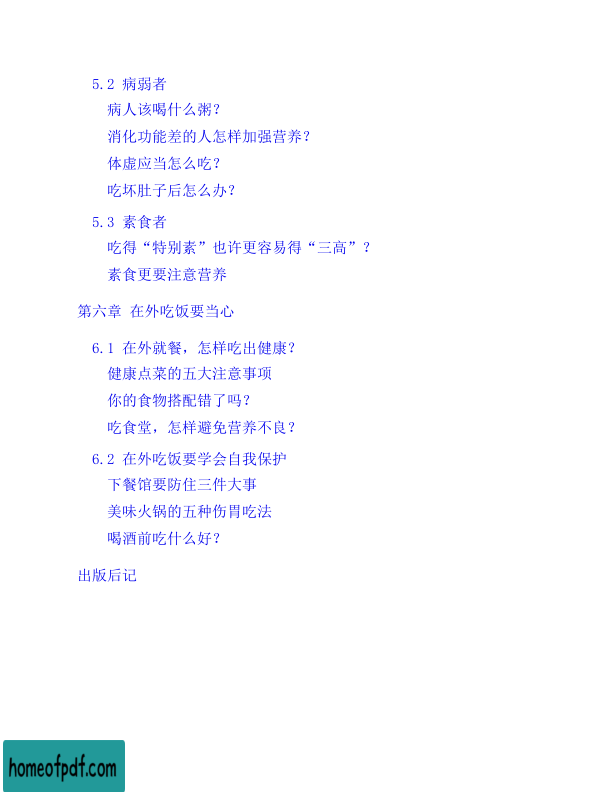 5.2 病弱者
病人该喝什么粥？
消化功能差的人怎样加强营养？
体虚应当怎么吃？
吃坏肚子后怎么办？
5.3 素食者
吃得“特别素”也许更容易得“三高”？
素食更要注意营养
第六章 在外吃饭要当心
6.1 在外就餐，怎样吃出健康？
健康点菜的五大注意事项
你的食物搭配错了吗？
吃食堂，怎样避免营养不良？
6.2 在外吃饭要学会自我保护
下餐馆要防住三件大事
美味火锅的五种伤胃吃法
喝酒前吃什么好？
出版后记
homeofpdf.com